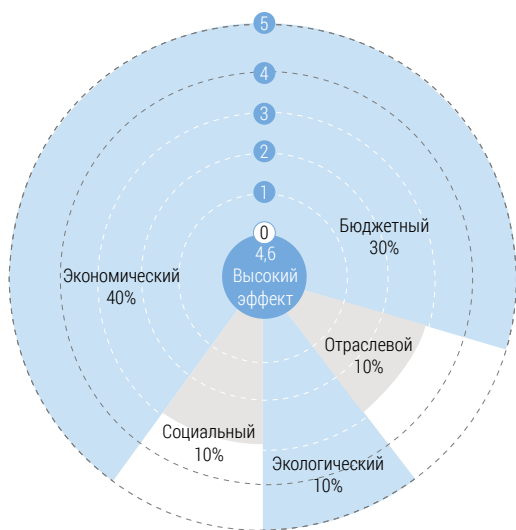 5
4
3
2
1
0
4,6
Высокий
эффект
Бюджетный
30%
Экономический
40%
Отраслевой
10%
Социальный
10%
Экологический
10%